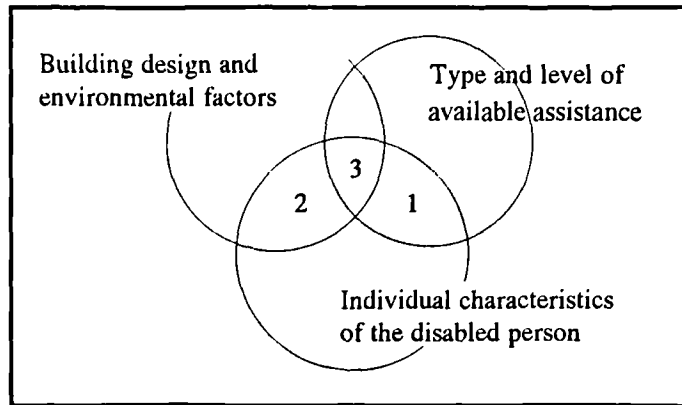 Building design and
environmental factors
Type and level of
available assistance
3
2
1
Individual characteristics
of the disabled person